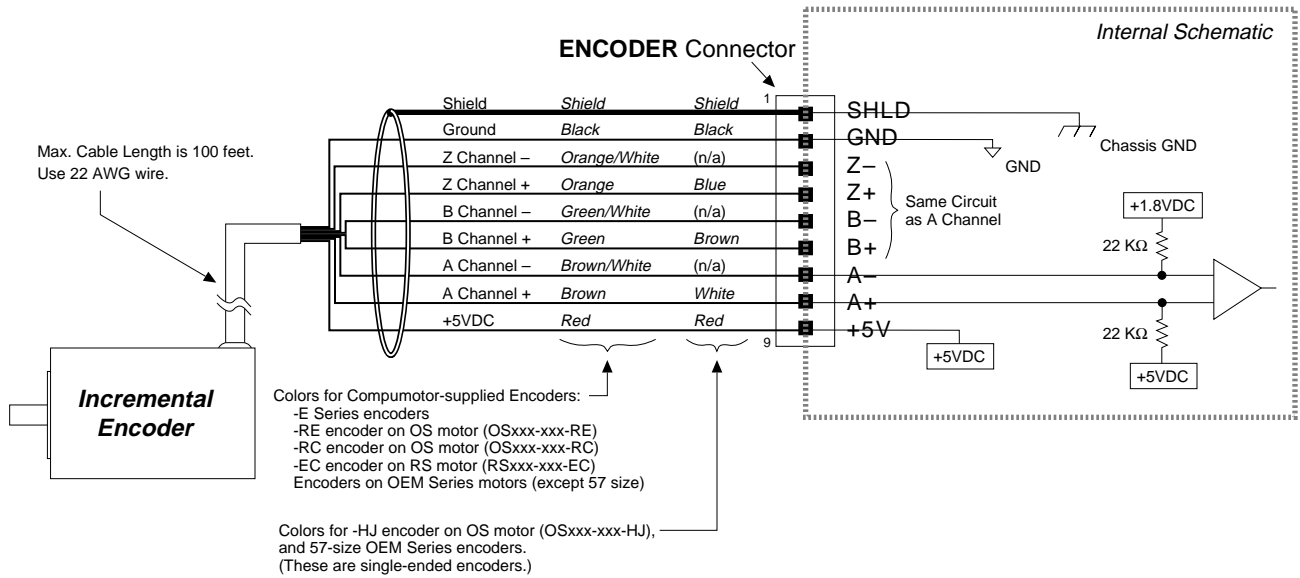 Internal Schematic
ENCODER Connector
1
Shield Shield Shield SHLD
Ground Black Black GND
Z Channel – Orange/White (n/a) Z–
Z Channel + Orange Blue Z+
B Channel – Green/White (n/a) B–
B Channel + Green Brown B+
A Channel – Brown/White (n/a) A–
A Channel + Brown White A+
+5VDC Red Red +5V
9
Chassis GND
GND
Same Circuit
as A Channel
+1.8VDC
22 KΩ
22 KΩ
+5VDC
+5VDC
Max. Cable Length is 100 feet.
Use 22 AWG wire.
Incremental
Encoder
Colors for Compumotor-supplied Encoders:
-E Series encoders
-RE encoder on OS motor (OSxxx-xxx-RE)
-RC encoder on OS motor (OSxxx-xxx-RC)
-EC encoder on RS motor (RSxxx-xxx-EC)
Encoders on OEM Series motors (except 57 size)
Colors for -HJ encoder on OS motor (OSxxx-xxx-HJ),
and 57-size OEM Series encoders.
(These are single-ended encoders.)